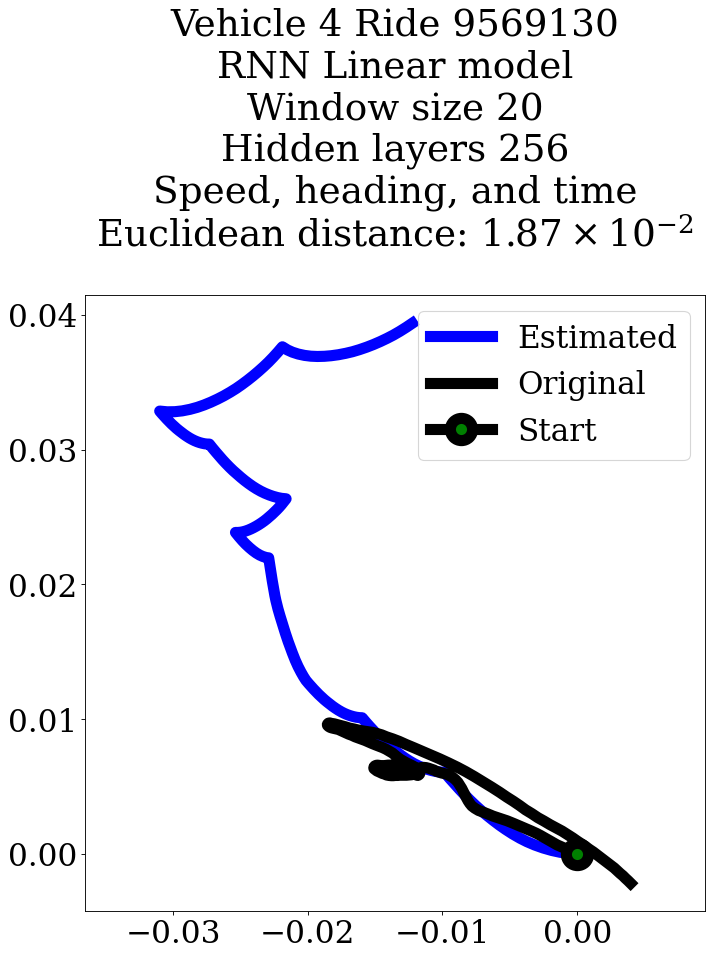 Vehicle 4 Ride 9569130
RNN Linear model
Window size 20
Hidden layers 256
Speed, heading, and time
Euclidean distance: 1.87 × 10⁻²
0.04
0.03
0.02
0.01
0.00
Estimated
Original
Start
−0.03 −0.02 −0.01 0.00